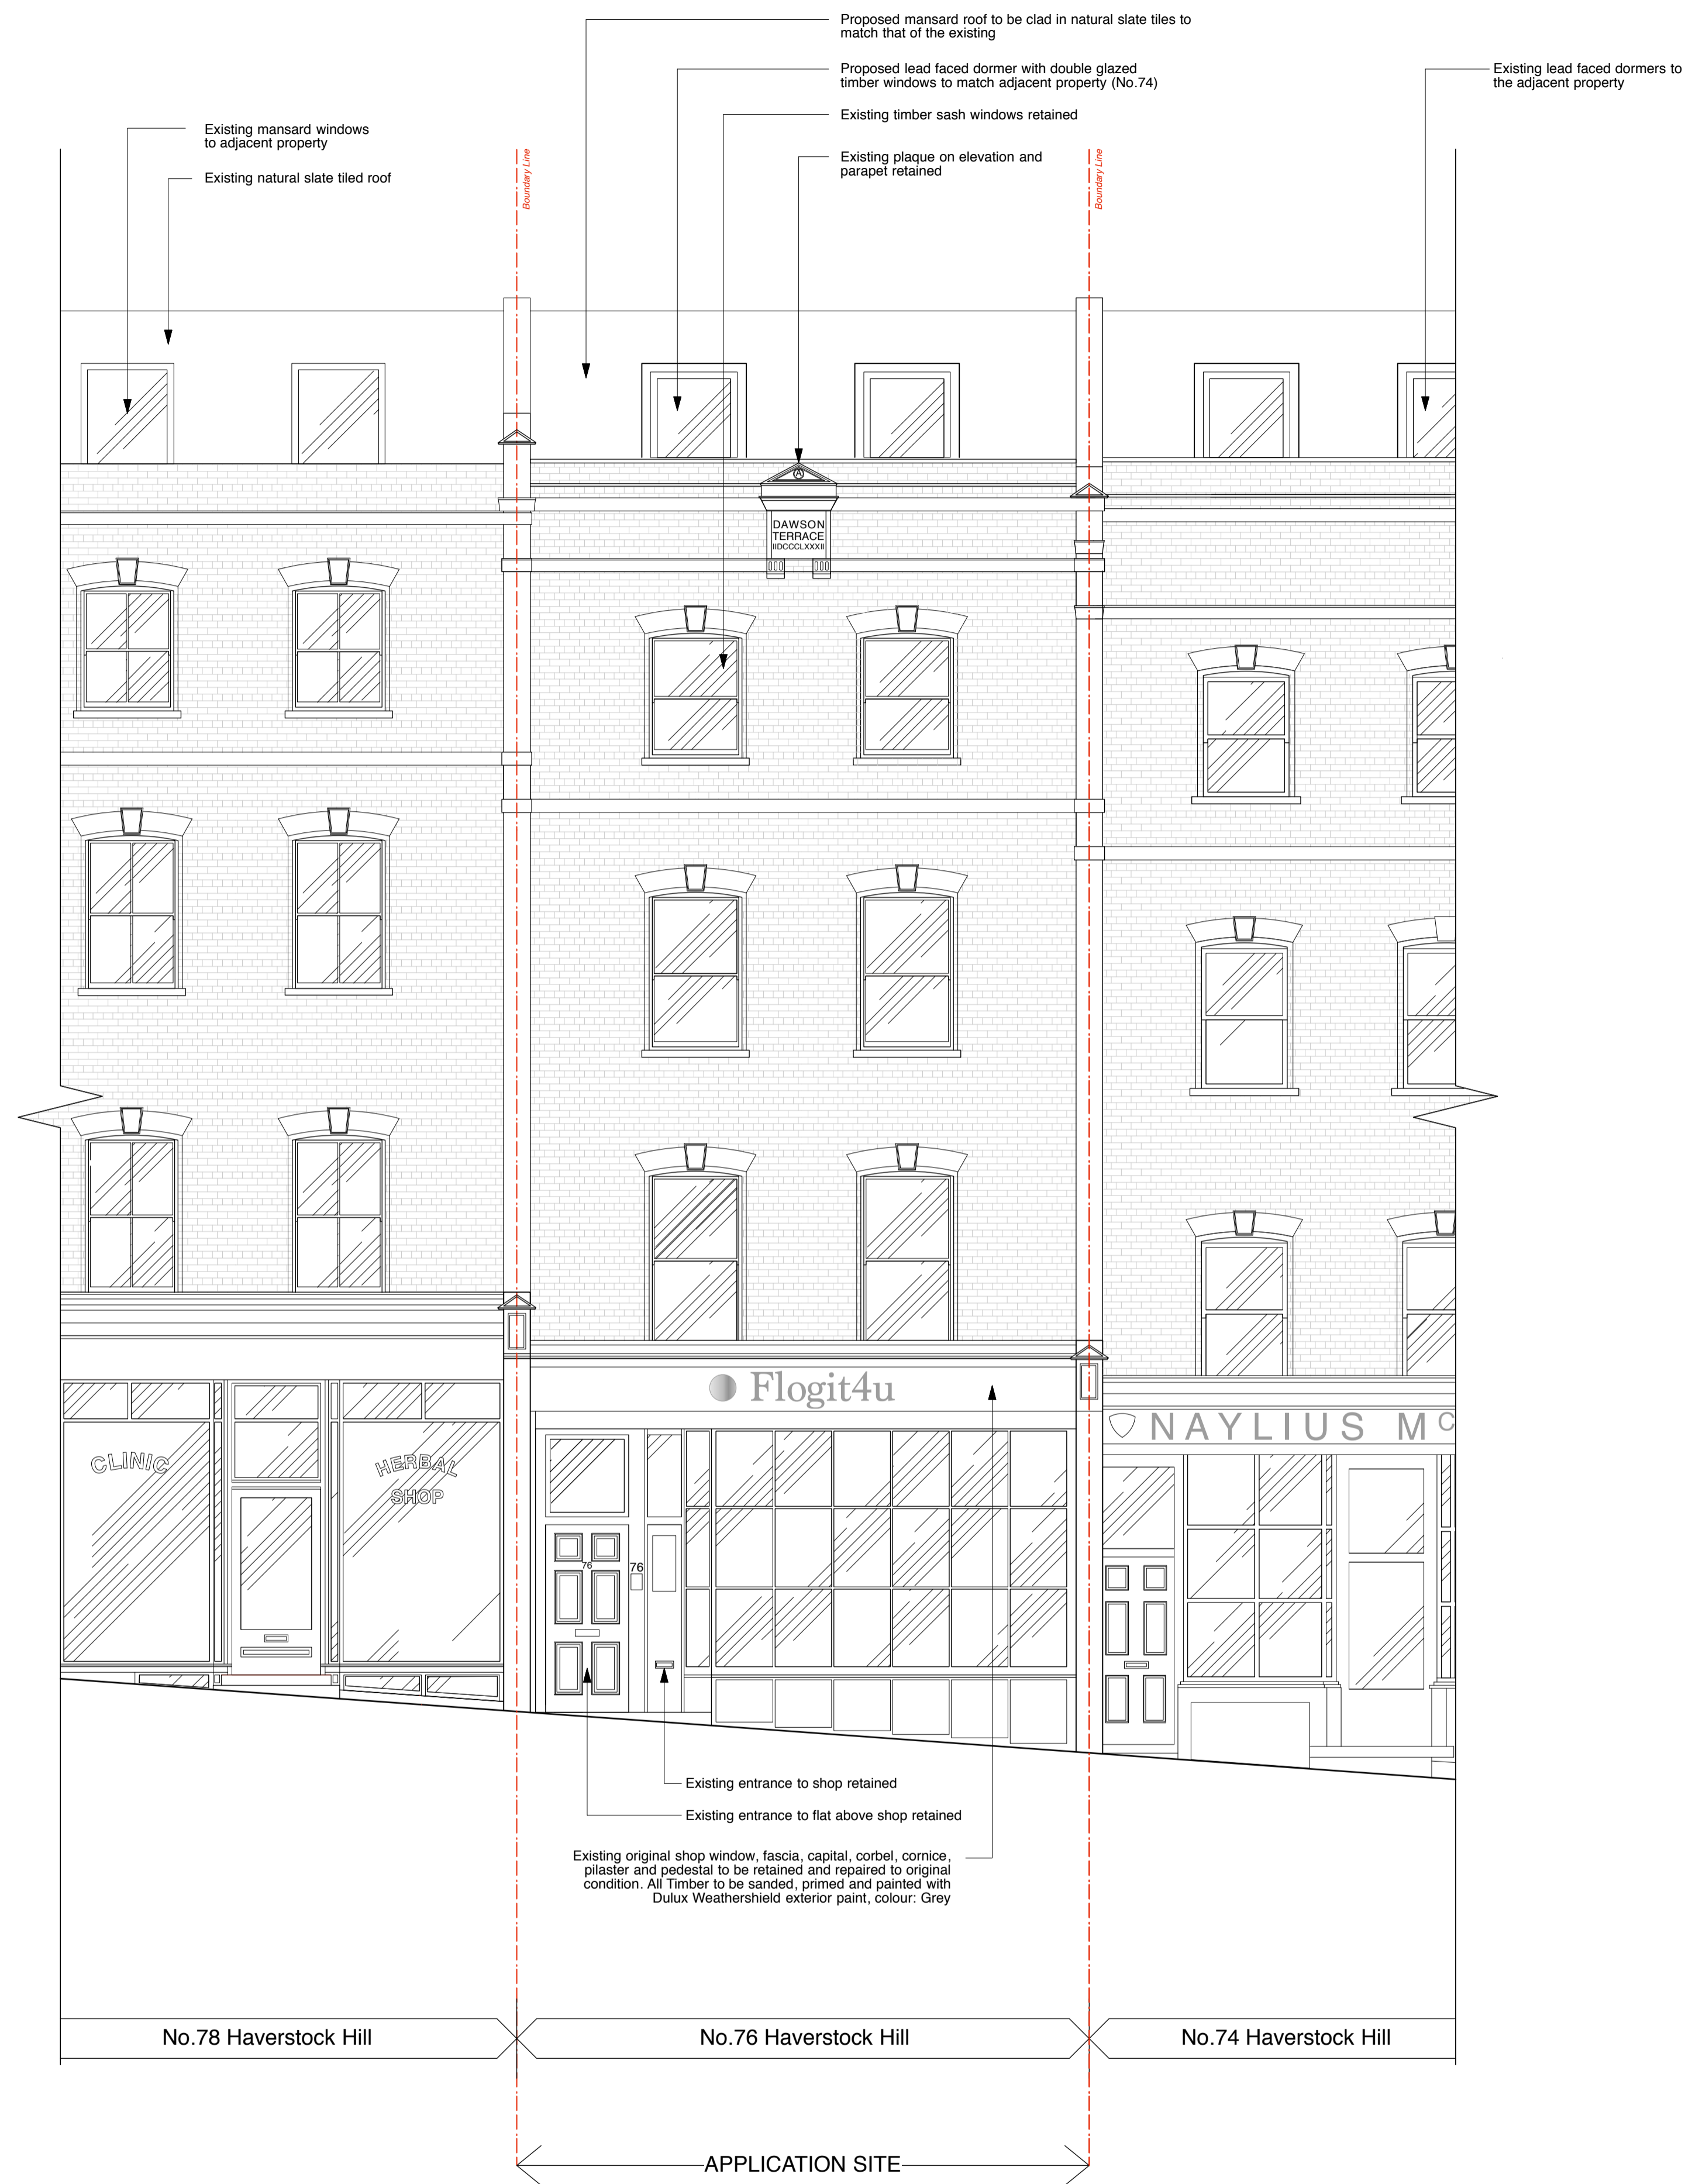 Proposed mansard roof to be clad in natural slate tiles to
match that of the existing
Proposed lead faced dormer with double glazed
timber windows to match adjacent property (No.74)
Existing lead faced dormers to
the adjacent property
Existing timber sash windows retained
Existing mansard windows
to adjacent property
Existing plaque on elevation and
parapet retained
Existing natural slate tiled roof
Boundary Line
Boundary Line
A
DAWSON
TERRACE
IIDCCCLXXXII
Flogit4u
NAYLIUS MC
CLINIC
HERBAL
SHOP
76
76
Existing entrance to shop retained
Existing entrance to flat above shop retained
Existing original shop window, fascia, capital, corbel, cornice,
pilaster and pedestal to be retained and repaired to original
condition. All Timber to be sanded, primed and painted with
Dulux Weathershield exterior paint, colour: Grey
No.78 Haverstock Hill
No.76 Haverstock Hill
No.74 Haverstock Hill
APPLICATION SITE